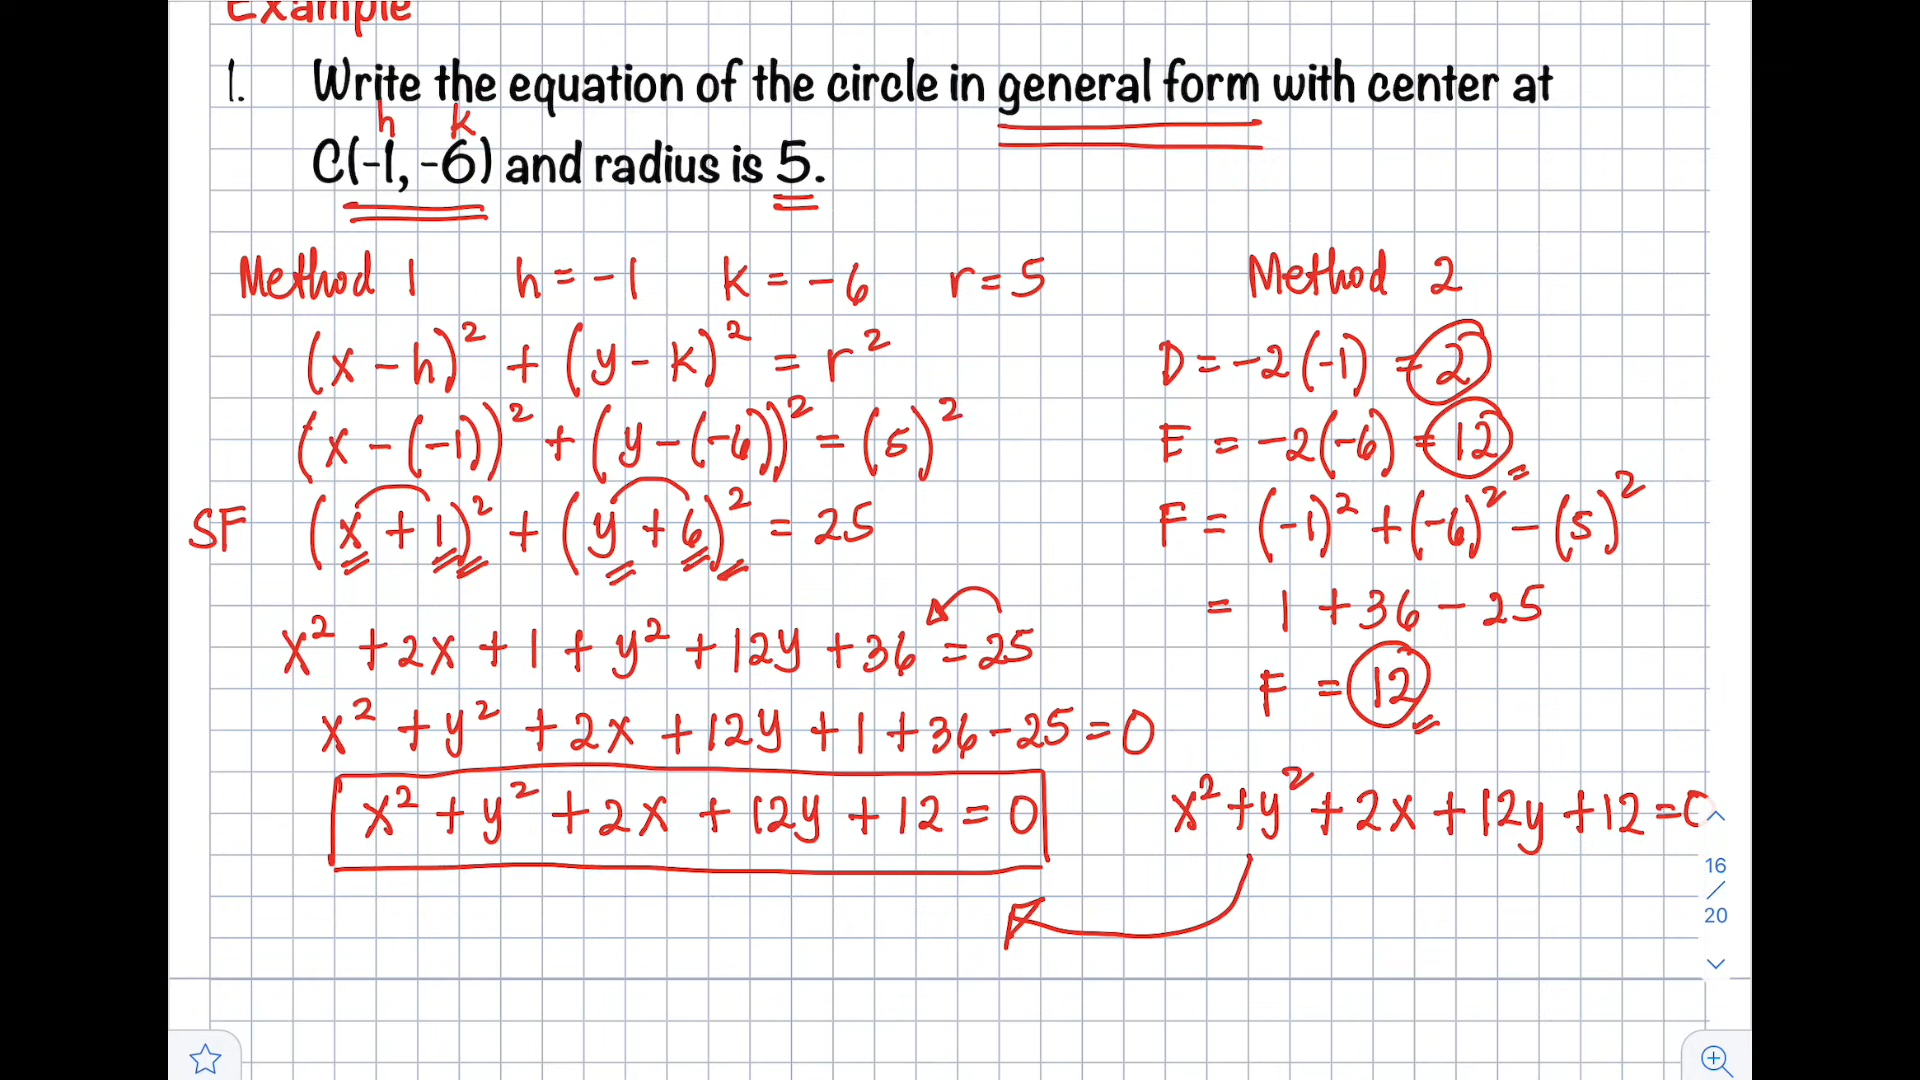 Example
1. Write the equation of the circle in general form with center at
h k
C(-1, -6) and radius is 5.
Method 1 h = -1 k = -6 r = 5
(x - h)² + (y - k)² = r²
(x - (-1))² + (y - (-6))² = (5)²
SF (x + 1)² + (y + 6)² = 25
x² + 2x + 1 + y² + 12y + 36 = 25
x² + y² + 2x + 12y + 1 + 36 - 25 = 0
x² + y² + 2x + 12y + 12 = 0
Method 2
D = -2(-1) = 2
E = -2(-6) = 12
F = (-1)² + (-6)² - (5)²
= 1 + 36 - 25
F = 12
x² + y² + 2x + 12y + 12 = 0
16
/
20